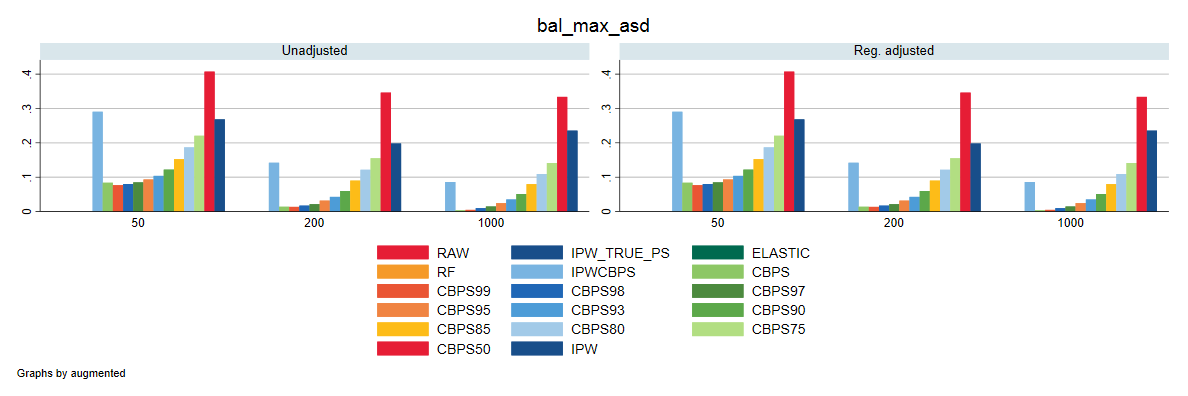 bal_max_asd
Unadjusted
Reg. adjusted
.4
.3
.2
.1
0
50
200
1000
.4
.3
.2
.1
0
50
200
1000
RAW
IPW_TRUE_PS
ELASTIC
RF
IPWCBPS
CBPS
CBPS99
CBPS98
CBPS97
CBPS95
CBPS93
CBPS90
CBPS85
CBPS80
CBPS75
CBPS50
IPW
Graphs by augmented